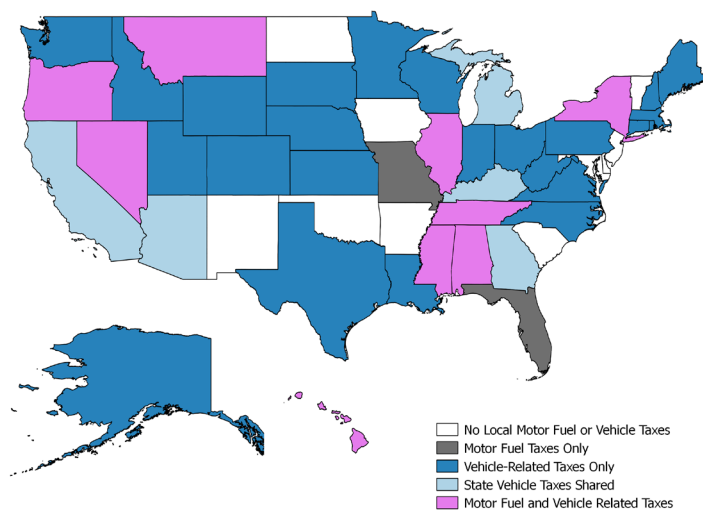 No Local Motor Fuel or Vehicle Taxes
Motor Fuel Taxes Only
Vehicle-Related Taxes Only
State Vehicle Taxes Shared
Motor Fuel and Vehicle Related Taxes